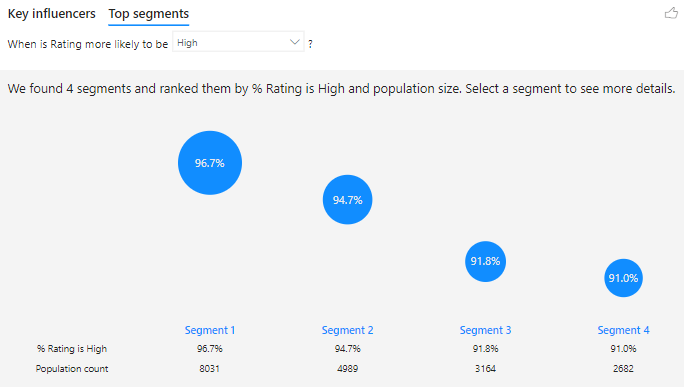 Key influencers Top segments
When is Rating more likely to be High ?
We found 4 segments and ranked them by % Rating is High and population size. Select a segment to see more details.
96.7%
94.7%
91.8%
91.0%
Segment 1 Segment 2 Segment 3 Segment 4
% Rating is High 96.7% 94.7% 91.8% 91.0%
Population count 8031 4989 3164 2682